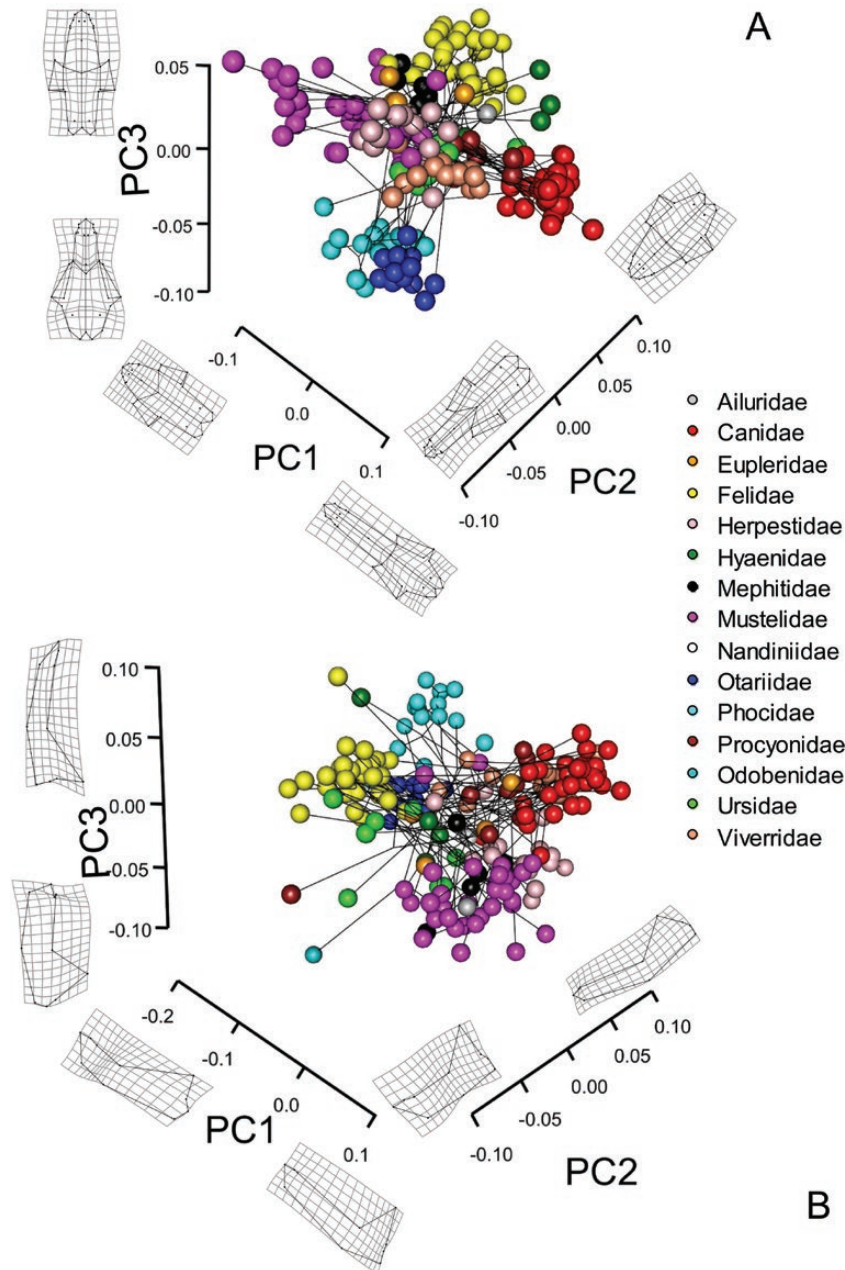 A
0.05
0.00
-0.05
-0.10
PC3
-0.1
0.0
0.1
PC1
0.10
0.05
0.00
-0.05
-0.10
PC2
Ailuridae
Canidae
Eupleridae
Felidae
Herpestidae
Hyaenidae
Mephitidae
Mustelidae
Nandiniidae
Otariidae
Phocidae
Procyonidae
Odobenidae
Ursidae
Viverridae
0.10
0.05
0.00
-0.05
-0.10
PC3
-0.2
-0.1
0.0
0.1
PC1
0.10
0.05
0.00
-0.05
-0.10
PC2
B